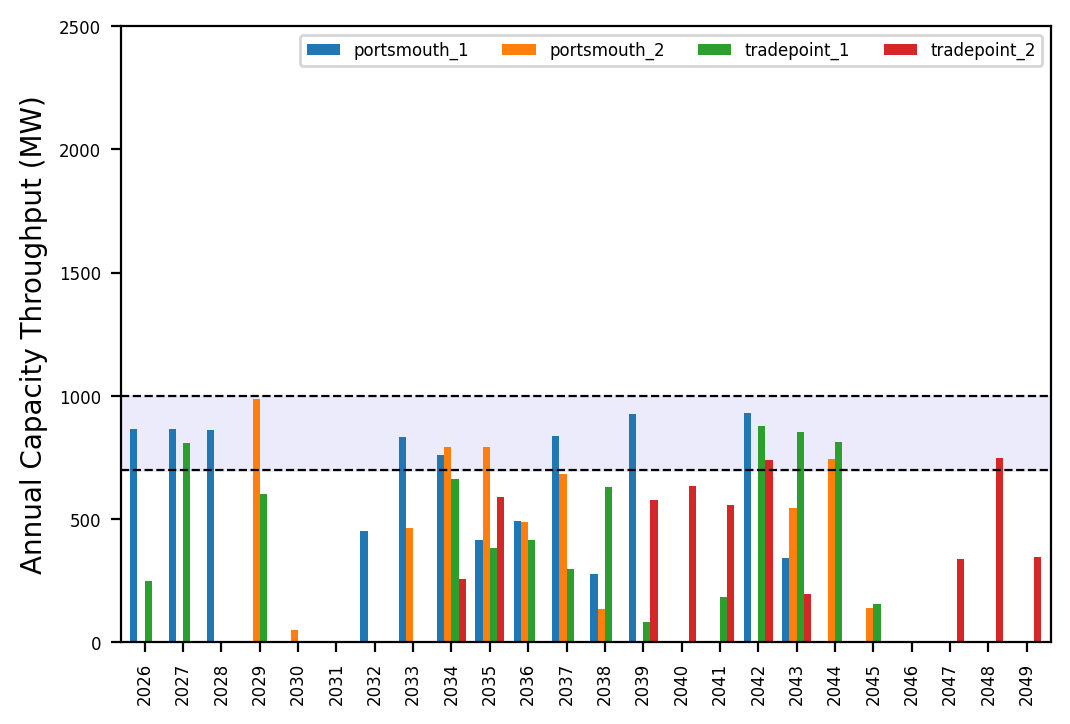 portsmouth_1 portsmouth_2 tradepoint_1 tradepoint_2
Annual Capacity Throughput (MW)
2500
2000
1500
1000
500
0
2026 2027 2028 2029 2030 2031 2032 2033 2034 2035 2036 2037 2038 2039 2040 2041 2042 2043 2044 2045 2046 2047 2048 2049